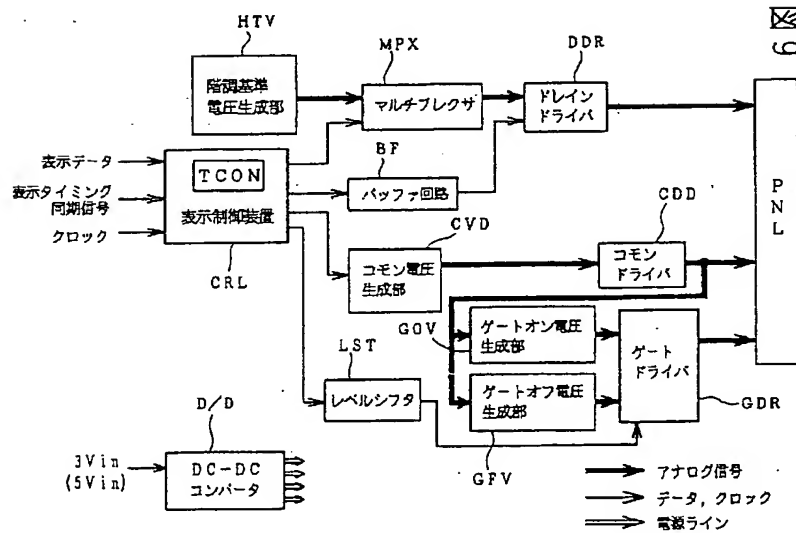 図6
HTV
MPX
DDR
階調基準
電圧生成部
マルチプレクサ
ドレイン
ドライバ
表示データ
表示タイミング
同期信号
クロック
TCON
表示制御装置
CRL
BF
バッファ回路
CVD
コモン電圧
生成部
CDD
コモン
ドライバ
PNL
GOV
ゲートオン電圧
生成部
ゲート
ドライバ
LST
レベルシフタ
ゲートオフ電圧
生成部
GFV
GDR
D/D
3Vin
(5Vin)
DC-DC
コンバータ
アナログ信号
データ,クロック
電源ライン